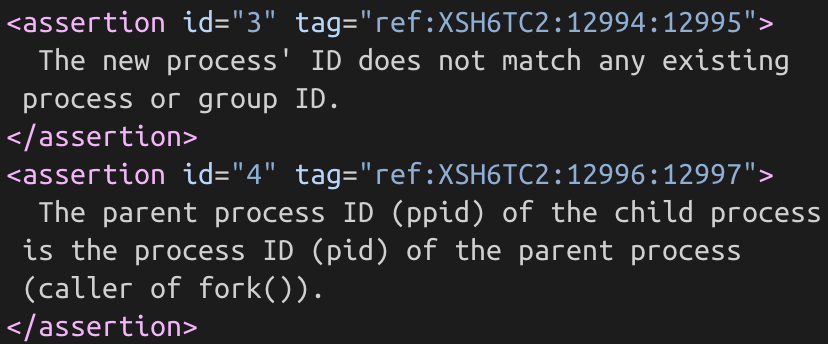 <assertion id="3" tag="ref:XSH6TC2:12994:12995">
The new process' ID does not match any existing
process or group ID.
</assertion>
<assertion id="4" tag="ref:XSH6TC2:12996:12997">
The parent process ID (ppid) of the child process
is the process ID (pid) of the parent process
(caller of fork()).
</assertion>